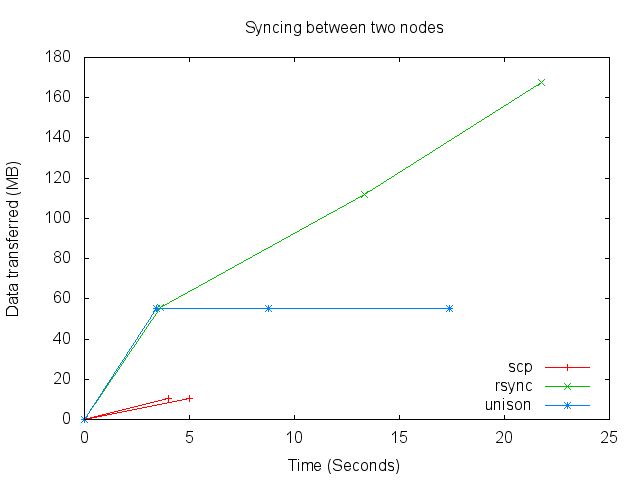 Syncing between two nodes
180
160
140
120
100
80
60
40
20
0
Data transferred (MB)
scp
rsync
unison
0 5 10 15 20 25
Time (Seconds)